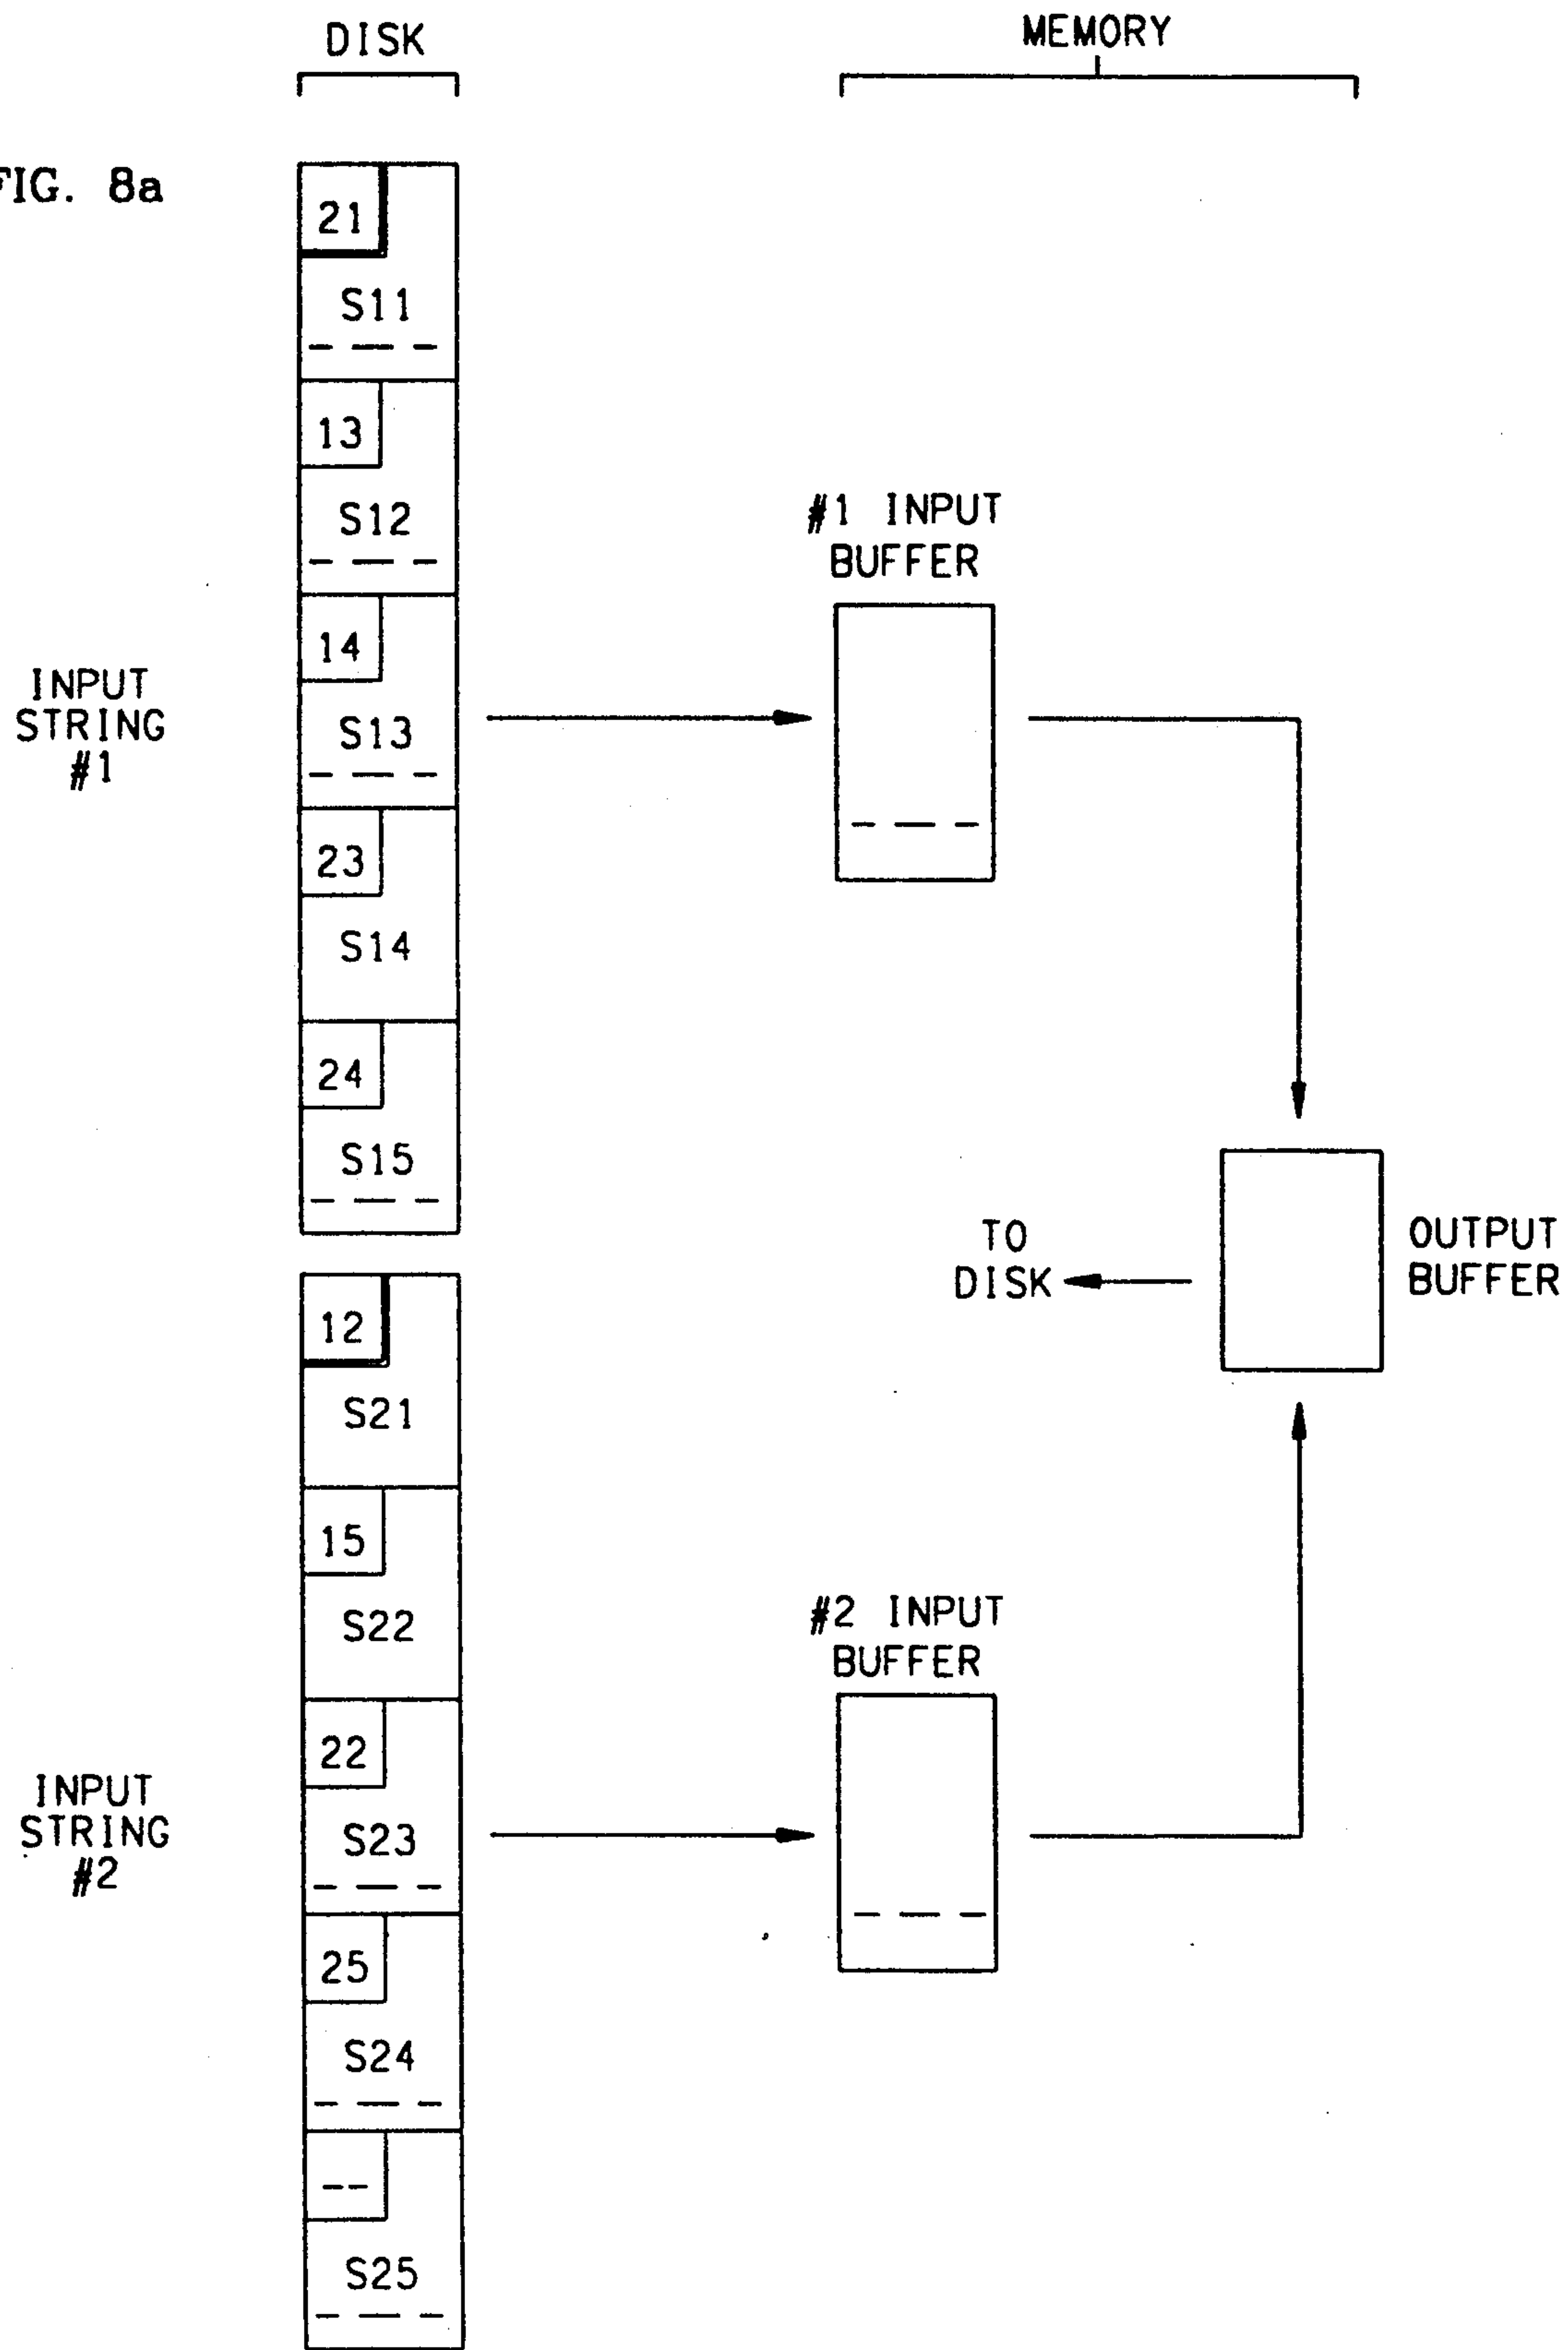 DISK
MEMORY
FIG. 8a
21
S11
13
S12
14
S13
23
S14
24
S15
INPUT
STRING
#1
#1 INPUT
BUFFER
TO
DISK
OUTPUT
BUFFER
12
S21
15
S22
22
S23
25
S24
--
S25
INPUT
STRING
#2
#2 INPUT
BUFFER